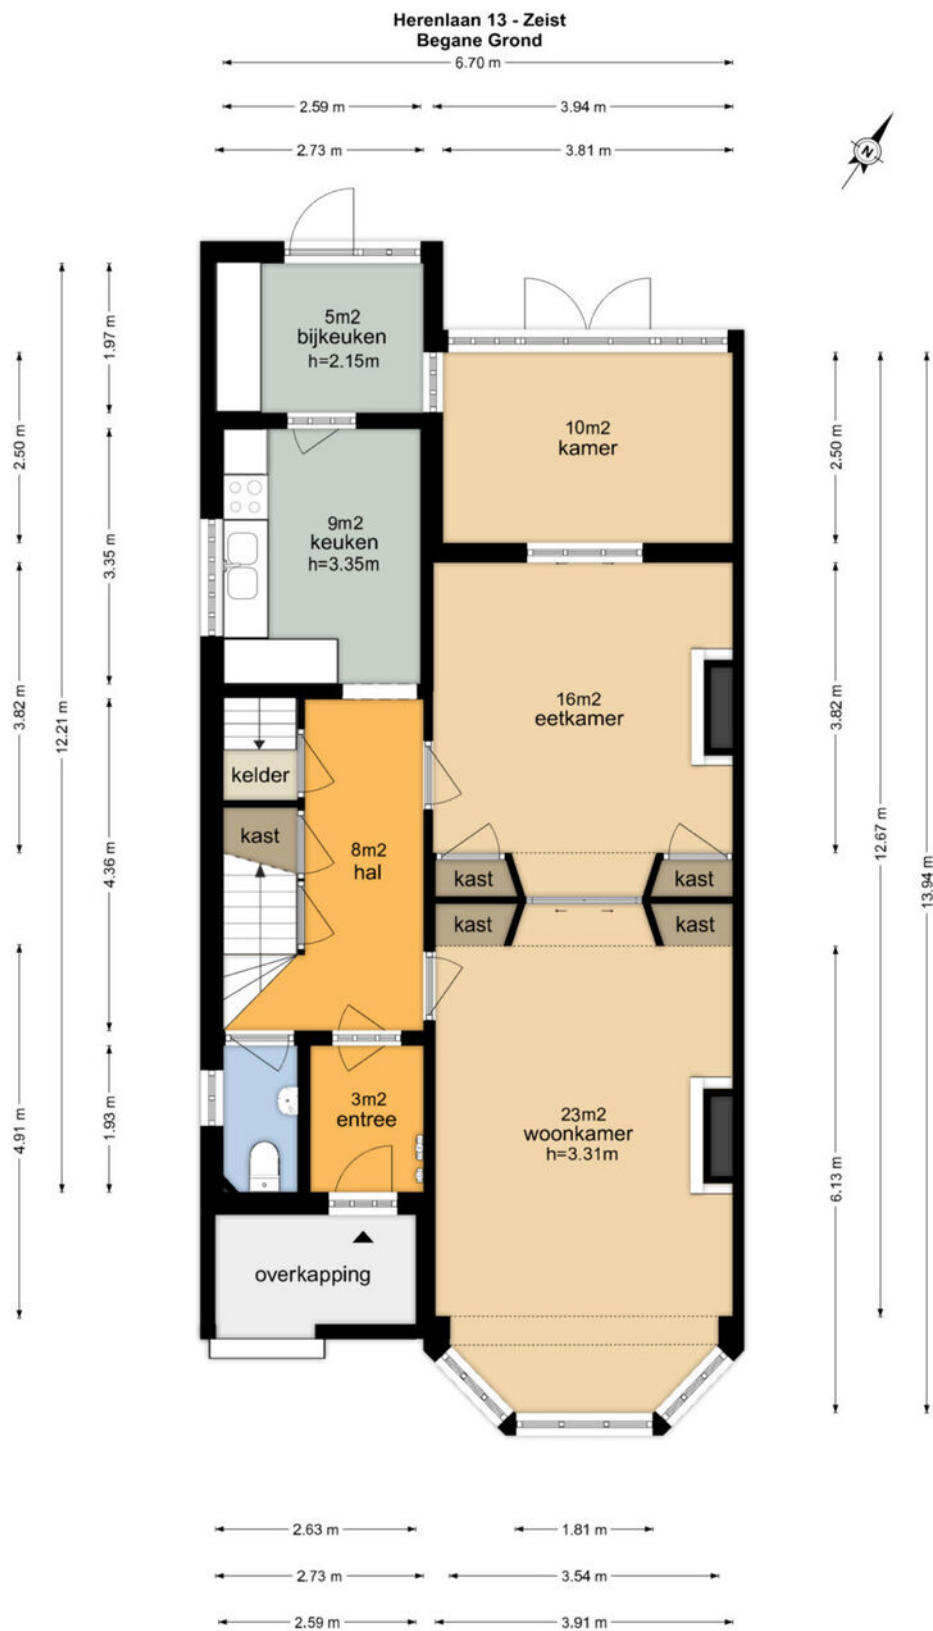 Herenlaan 13 - Zeist
Begane Grond
6.70 m
2.59 m
3.94 m
2.73 m
3.81 m
N
5m2
bijkeuken
h=2.15m
1.97 m
10m2
kamer
2.50 m
2.50 m
9m2
keuken
h=3.35m
3.35 m
16m2
eetkamer
3.82 m
3.82 m
12.21 m
kelder
kast
8m2
hal
4.36 m
kast
kast
kast
kast
12.67 m
13.94 m
3m2
entree
1.93 m
4.91 m
23m2
woonkamer
h=3.31m
6.13 m
overkapping
2.63 m
1.81 m
2.73 m
3.54 m
2.59 m
3.91 m